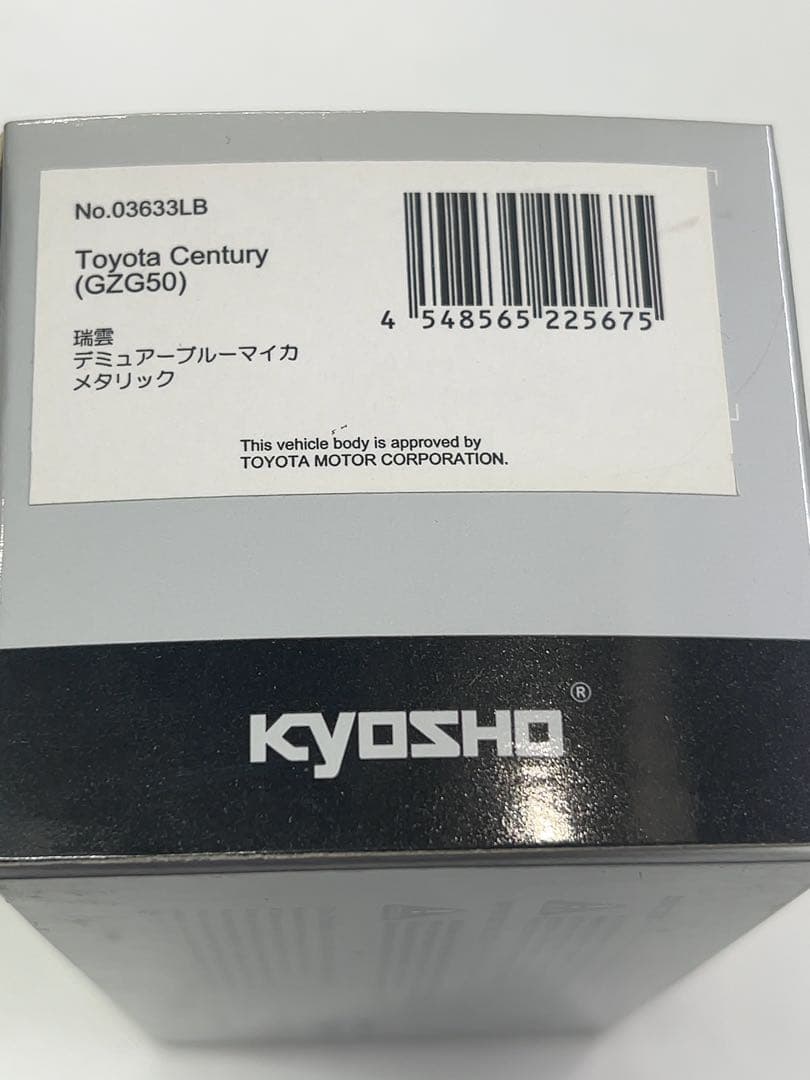 No.03633LB
Toyota Century
(GZG50)
瑞雲
デミュアーブルーマイカ
メタリック
4 548565 225675
This vehicle body is approved by
TOYOTA MOTOR CORPORATION.
KYOSHO®